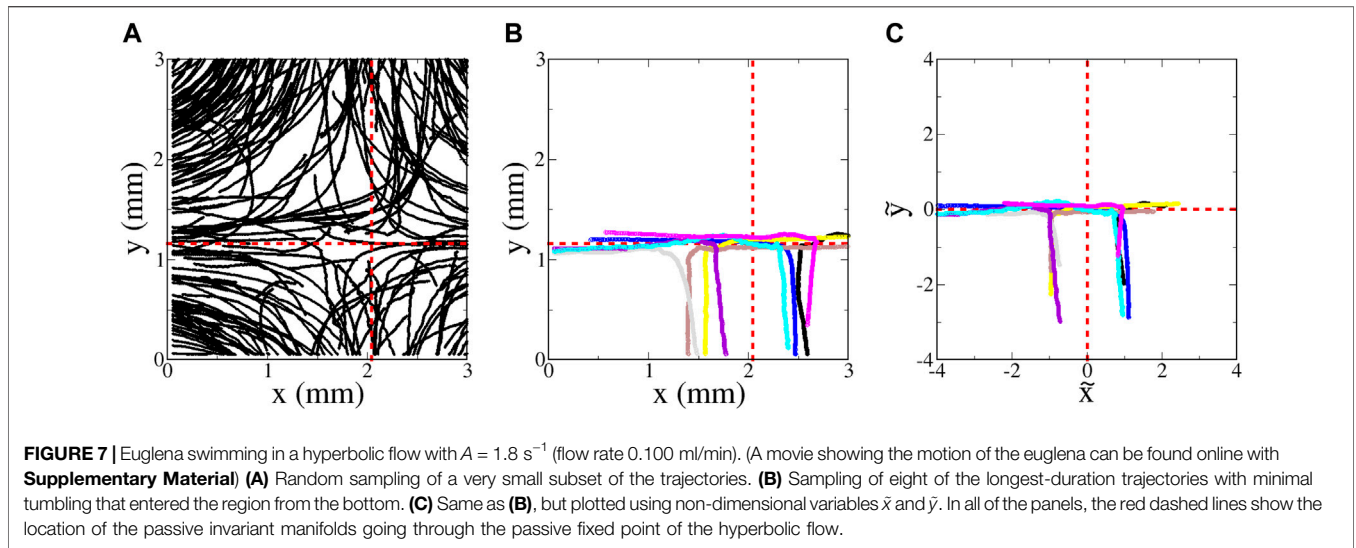 A
B
C
3
2
1
0
y (mm)
0
1
2
3
x (mm)
3
2
1
0
y (mm)
0
1
2
3
x (mm)
4
2
0
-2
-4
ỹ
-4
-2
0
2
4
x̃
FIGURE 7 | Euglena swimming in a hyperbolic flow with A = 1.8 s⁻¹ (flow rate 0.100 ml/min). (A movie showing the motion of the euglena can be found online with
Supplementary Material) (A) Random sampling of a very small subset of the trajectories. (B) Sampling of eight of the longest-duration trajectories with minimal
tumbling that entered the region from the bottom. (C) Same as (B), but plotted using non-dimensional variables x̃ and ỹ. In all of the panels, the red dashed lines show the
location of the passive invariant manifolds going through the passive fixed point of the hyperbolic flow.